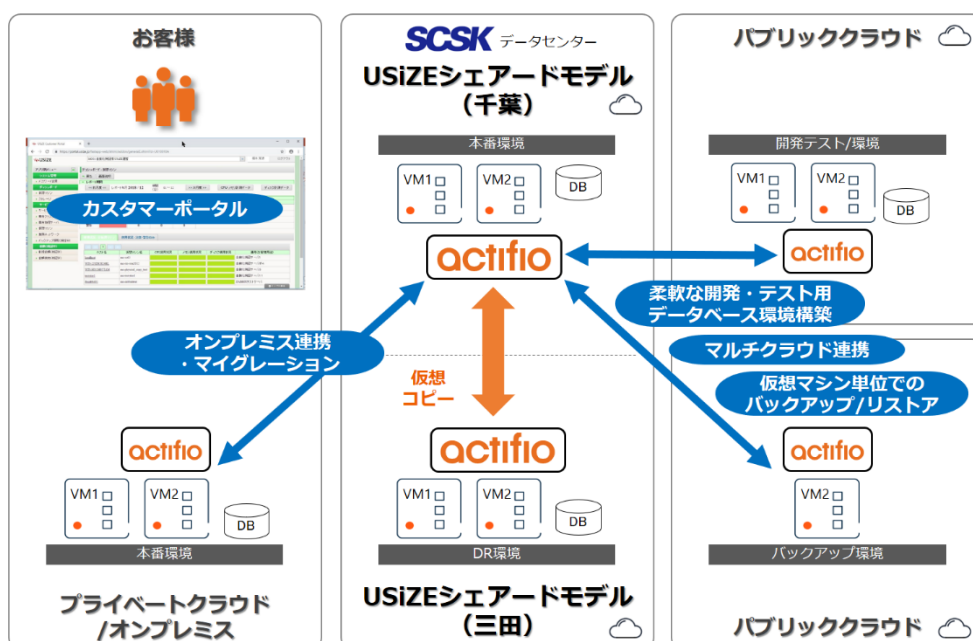 お客様
カスタマーポータル
オンプレミス連携
・マイグレーション
actifio
VM1
VM2
DB
本番環境
プライベートクラウド
/オンプレミス
SCSK データセンター
USiZEシェアードモデル
（千葉）
本番環境
VM1
VM2
DB
actifio
仮想
コピー
actifio
VM1
VM2
DB
DR環境
USiZEシェアードモデル
（三田）
パブリッククラウド
開発テスト/環境
VM1
VM2
DB
actifio
柔軟な開発・テスト用
データベース環境構築
マルチクラウド連携
仮想マシン単位での
バックアップ/リストア
actifio
VM2
バックアップ環境
パブリッククラウド